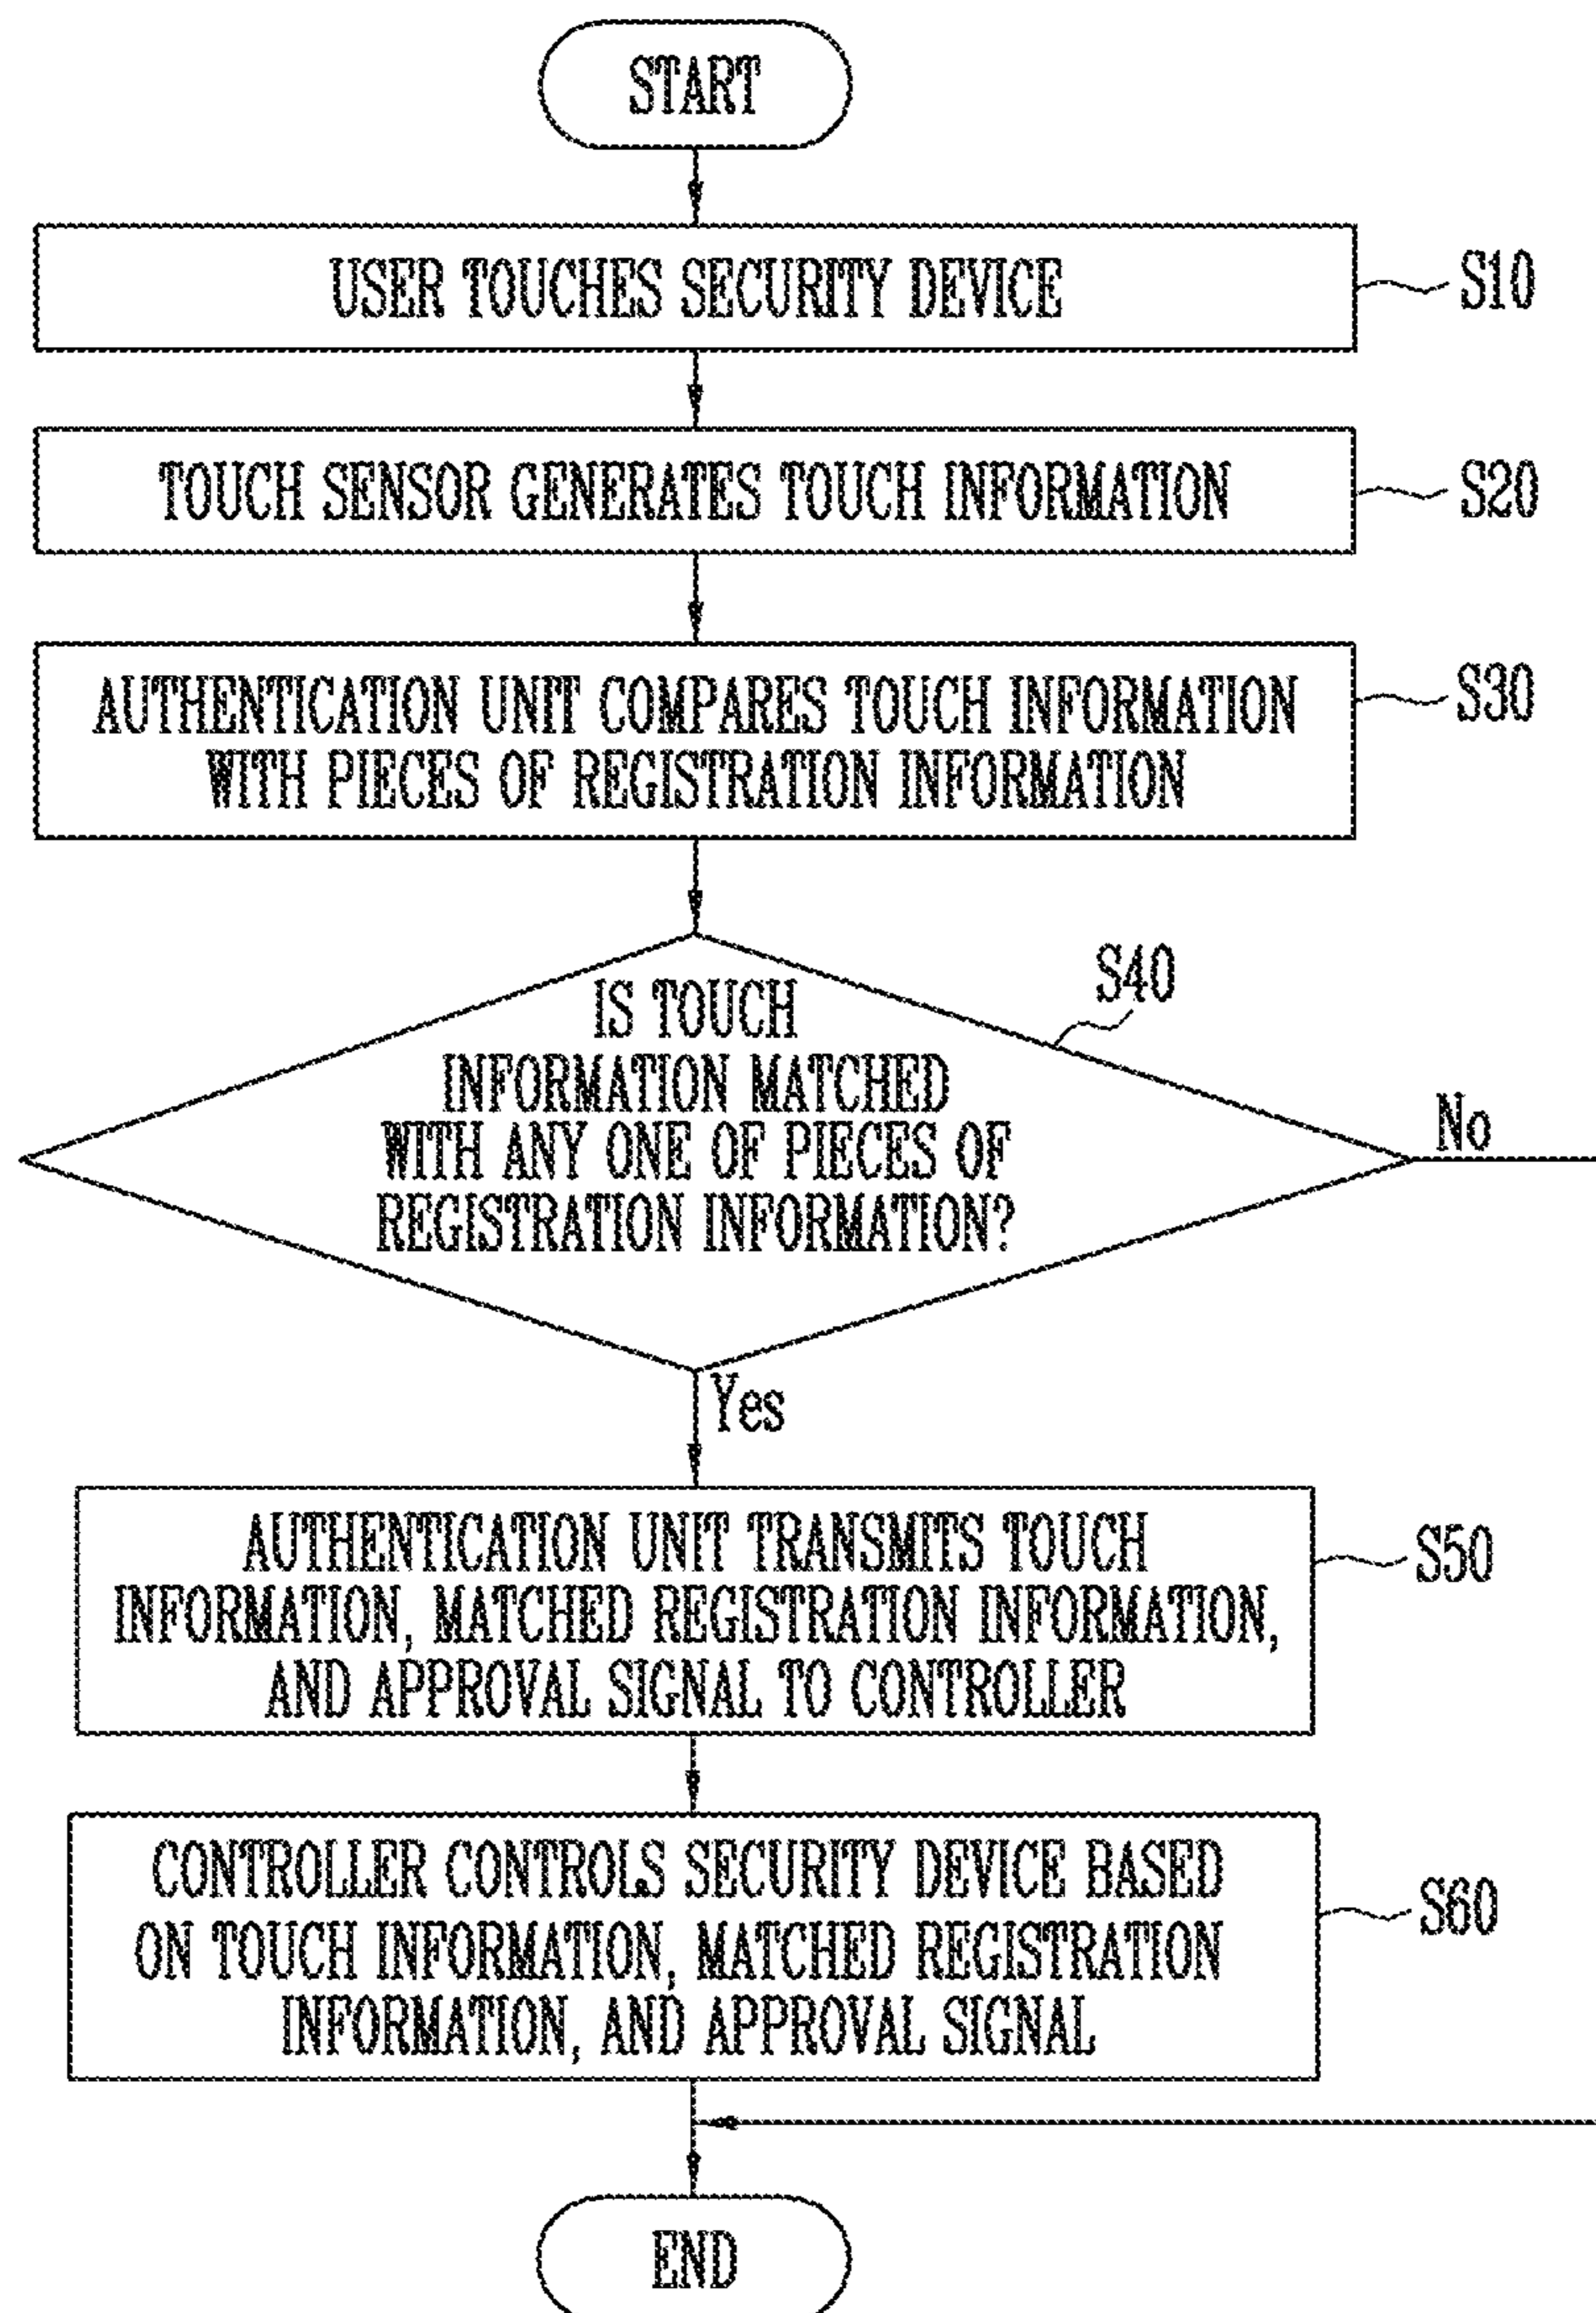 START
USER TOUCHES SECURITY DEVICE
S10
TOUCH SENSOR GENERATES TOUCH INFORMATION
S20
AUTHENTICATION UNIT COMPARES TOUCH INFORMATION
WITH PIECES OF REGISTRATION INFORMATION
S30
IS TOUCH
INFORMATION MATCHED
WITH ANY ONE OF PIECES OF
REGISTRATION INFORMATION?
S40
No
Yes
AUTHENTICATION UNIT TRANSMITS TOUCH
INFORMATION, MATCHED REGISTRATION INFORMATION,
AND APPROVAL SIGNAL TO CONTROLLER
S50
CONTROLLER CONTROLS SECURITY DEVICE BASED
ON TOUCH INFORMATION, MATCHED REGISTRATION
INFORMATION, AND APPROVAL SIGNAL
S60
END